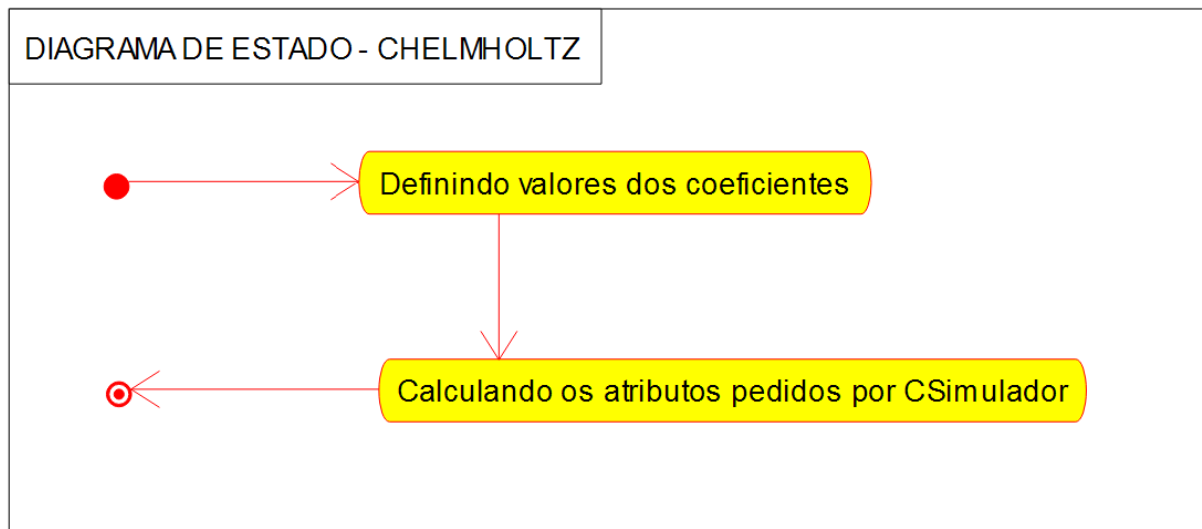 DIAGRAMA DE ESTADO - CHELMHOLTZ
Definindo valores dos coeficientes
Calculando os atributos pedidos por CSimulador